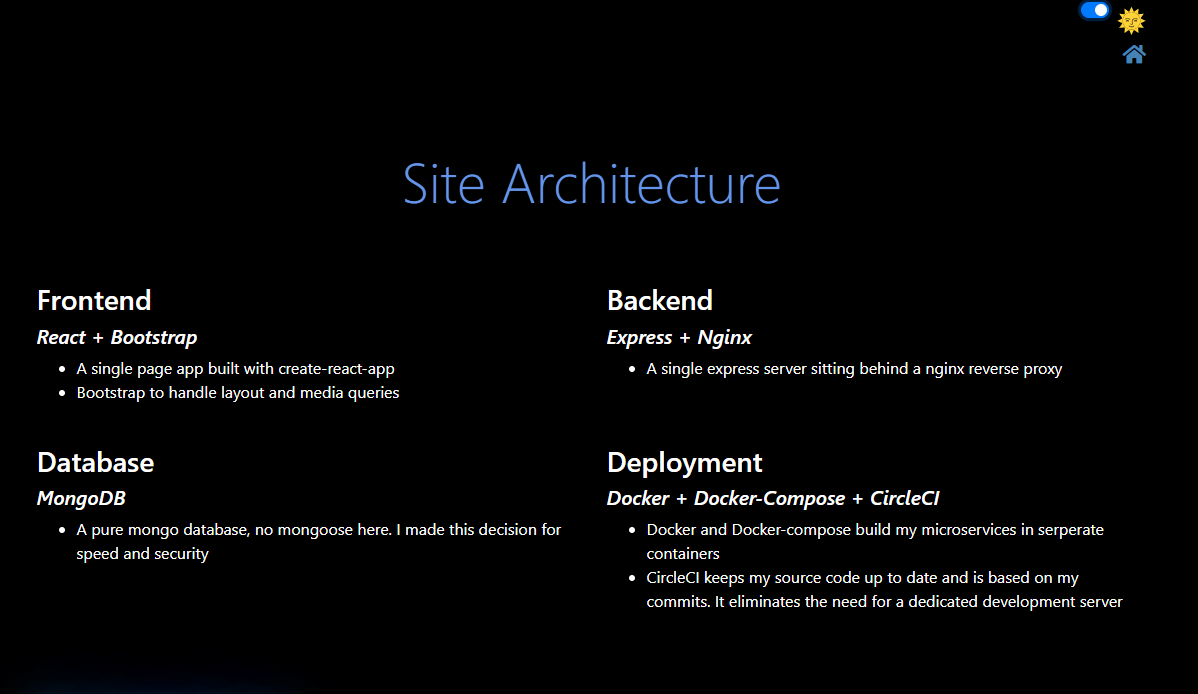 Site Architecture
Frontend
React + Bootstrap
• A single page app built with create-react-app
• Bootstrap to handle layout and media queries
Backend
Express + Nginx
• A single express server sitting behind a nginx reverse proxy
Database
MongoDB
• A pure mongo database, no mongoose here. I made this decision for
speed and security
Deployment
Docker + Docker-Compose + CircleCI
• Docker and Docker-compose build my microservices in serperate
containers
• CircleCI keeps my source code up to date and is based on my
commits. It eliminates the need for a dedicated development server